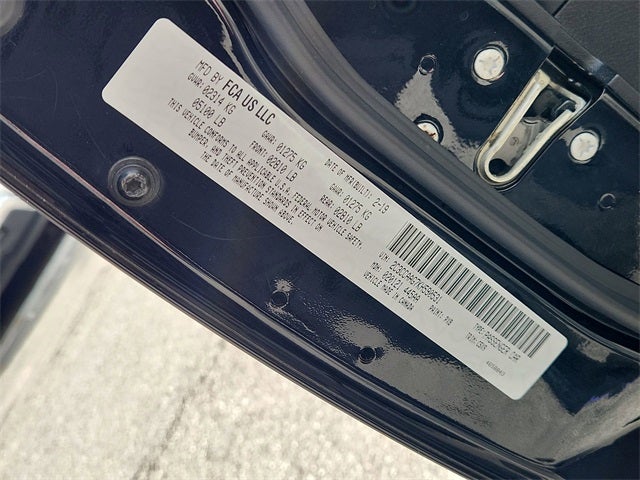 MFD BY FCA US LLC
DATE OF MFR/BUILT: 2-19
GVWR: 02314 KG
05100 LB
GAWR: 01275 KG
FRONT: 02810 LB
GAWR: 01275 KG
REAR: 02810 LB
THIS VEHICLE CONFORMS TO ALL APPLICABLE U.S.A. FEDERAL MOTOR VEHICLE SAFETY,
BUMPER, AND THEFT PREVENTION STANDARDS IN EFFECT ON
THE DATE OF MANUFACTURE SHOWN ABOVE.
MDH: 020121 445AA
VEHICLE MADE IN CANADA
PAINT:
TYPE: PASSENGER CAR
TRIM: